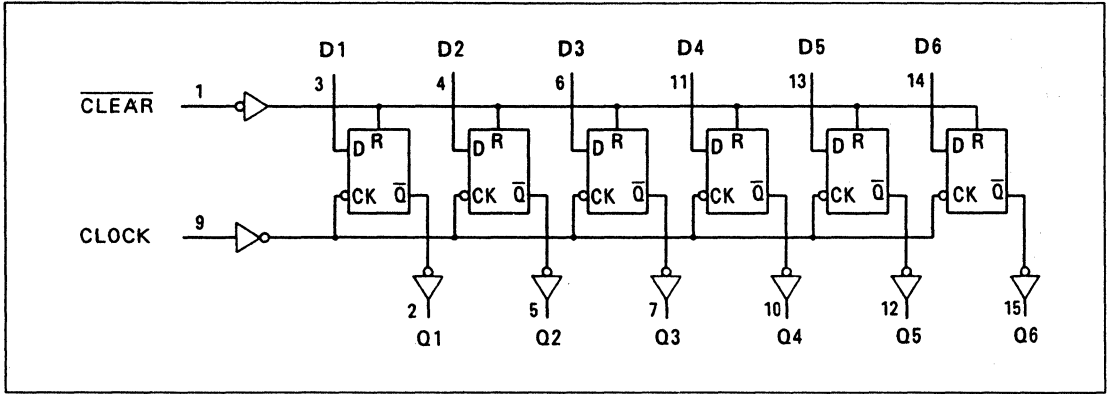 D1 D2 D3 D4 D5 D6
3 4 6 11 13 14
C̅L̅E̅A̅R̅ 1
R R R R R R
D D D D D D
CK Q̅ CK Q̅ CK Q̅ CK Q̅ CK Q̅ CK Q̅
CLOCK 9
2 5 7 10 12 15
Q1 Q2 Q3 Q4 Q5 Q6